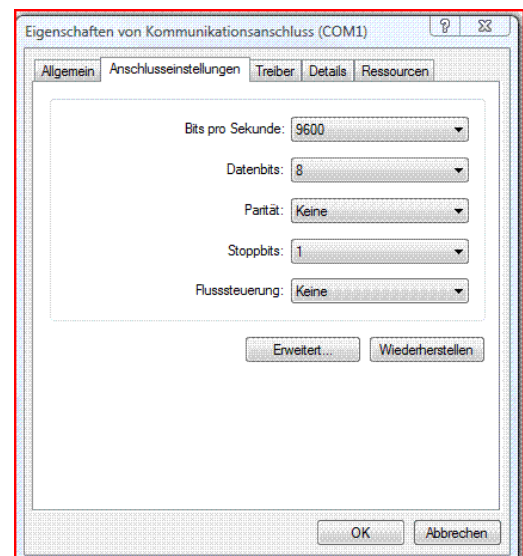 Eigenschaften von Kommunikationsanschluss (COM1)
Allgemein Anschlusseinstellungen Treiber Details Ressourcen
Bits pro Sekunde: 9600
Datenbits: 8
Parität: Keine
Stoppbits: 1
Flusssteuerung: Keine
Erweitert... Wiederherstellen
OK Abbrechen